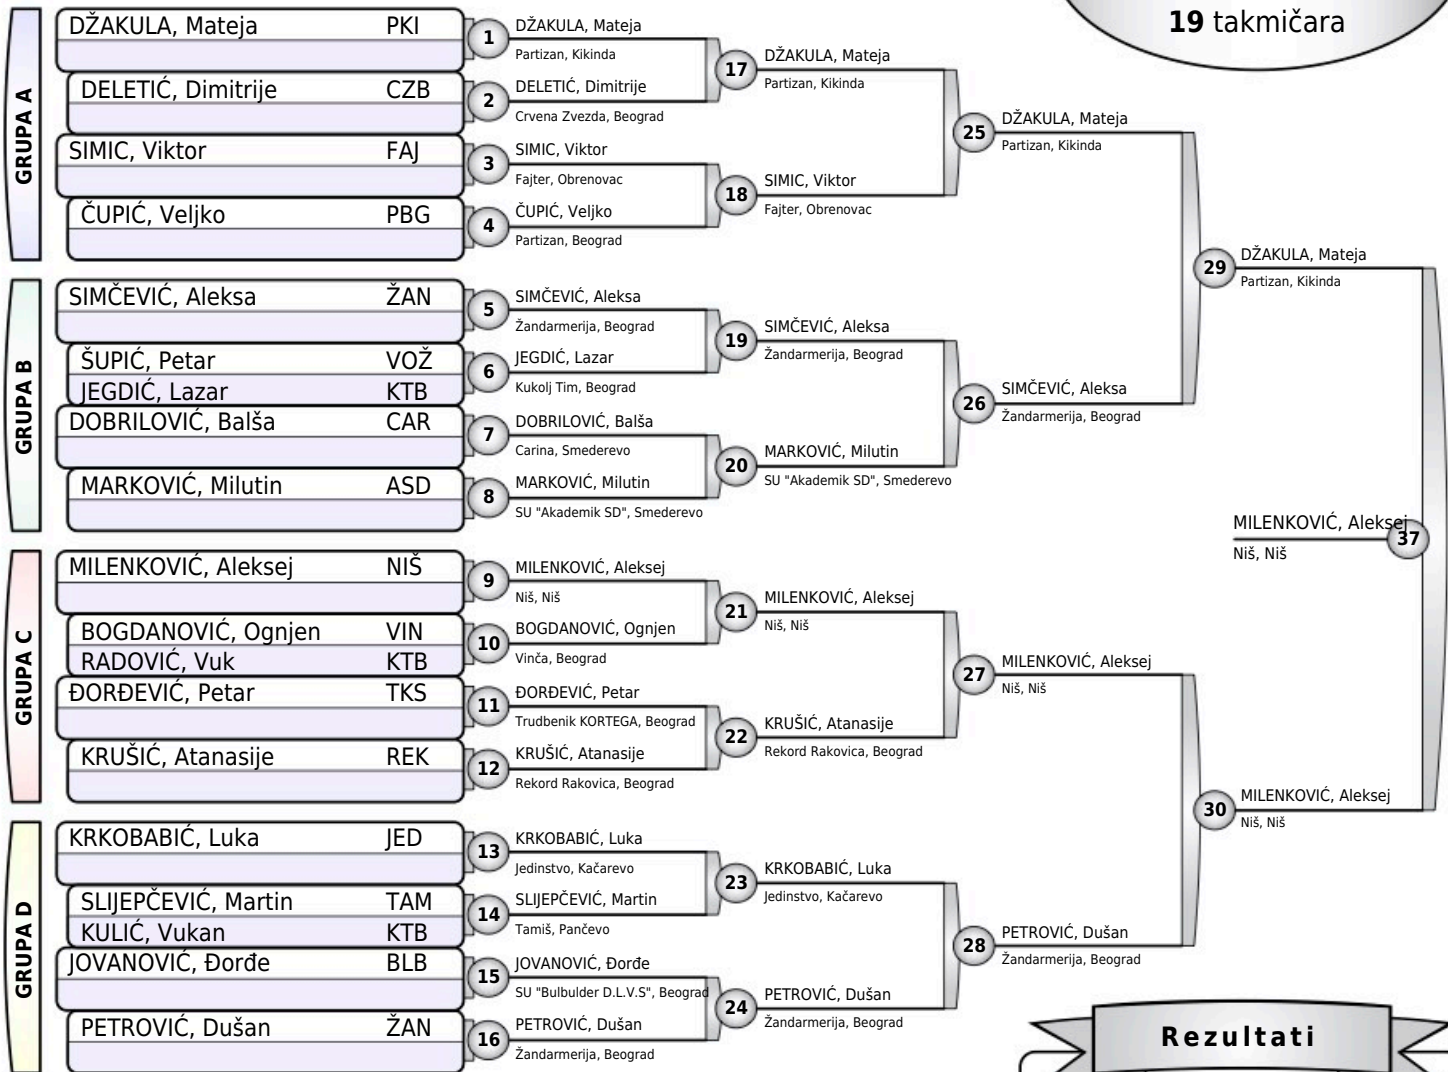 19 takmičara
GRUPA A
DŽAKULA, Mateja PKI
DELETIĆ, Dimitrije CZB
SIMIC, Viktor FAJ
ČUPIĆ, Veljko PBG
GRUPA B
SIMČEVIĆ, Aleksa ŽAN
ŠUPIĆ, Petar VOŽ
JEGDIĆ, Lazar KTB
DOBRILOVIĆ, Balša CAR
MARKOVIĆ, Milutin ASD
GRUPA C
MILENKOVIĆ, Aleksej NIŠ
BOGDANOVIĆ, Ognjen VIN
RADOVIĆ, Vuk KTB
ĐORĐEVIĆ, Petar TKS
KRUŠIĆ, Atanasije REK
GRUPA D
KRKOBABIĆ, Luka JED
SLIJEPČEVIĆ, Martin TAM
KULIĆ, Vukan KTB
JOVANOVIĆ, Đorđe BLB
PETROVIĆ, Dušan ŽAN
1 DŽAKULA, Mateja
Partizan, Kikinda
2 DELETIĆ, Dimitrije
Crvena Zvezda, Beograd
3 SIMIC, Viktor
Fajter, Obrenovac
4 ČUPIĆ, Veljko
Partizan, Beograd
5 SIMČEVIĆ, Aleksa
Žandarmerija, Beograd
6 JEGDIĆ, Lazar
Kukolj Tim, Beograd
7 DOBRILOVIĆ, Balša
Carina, Smederevo
8 MARKOVIĆ, Milutin
SU "Akademik SD", Smederevo
9 MILENKOVIĆ, Aleksej
Niš, Niš
10 BOGDANOVIĆ, Ognjen
Vinča, Beograd
11 ĐORĐEVIĆ, Petar
Trudbenik KORTEGA, Beograd
12 KRUŠIĆ, Atanasije
Rekord Rakovica, Beograd
13 KRKOBABIĆ, Luka
Jedinstvo, Kačarevo
14 SLIJEPČEVIĆ, Martin
Tamiš, Pančevo
15 JOVANOVIĆ, Đorđe
SU "Bulbulder D.L.V.S", Beograd
16 PETROVIĆ, Dušan
Žandarmerija, Beograd
17 DŽAKULA, Mateja
Partizan, Kikinda
18 SIMIC, Viktor
Fajter, Obrenovac
19 SIMČEVIĆ, Aleksa
Žandarmerija, Beograd
20 MARKOVIĆ, Milutin
SU "Akademik SD", Smederevo
21 MILENKOVIĆ, Aleksej
Niš, Niš
22 KRUŠIĆ, Atanasije
Rekord Rakovica, Beograd
23 KRKOBABIĆ, Luka
Jedinstvo, Kačarevo
24 PETROVIĆ, Dušan
Žandarmerija, Beograd
25 DŽAKULA, Mateja
Partizan, Kikinda
26 SIMČEVIĆ, Aleksa
Žandarmerija, Beograd
27 MILENKOVIĆ, Aleksej
Niš, Niš
28 PETROVIĆ, Dušan
Žandarmerija, Beograd
29 DŽAKULA, Mateja
Partizan, Kikinda
30 MILENKOVIĆ, Aleksej
Niš, Niš
MILENKOVIĆ, Aleksej 37
Niš, Niš
Rezultati